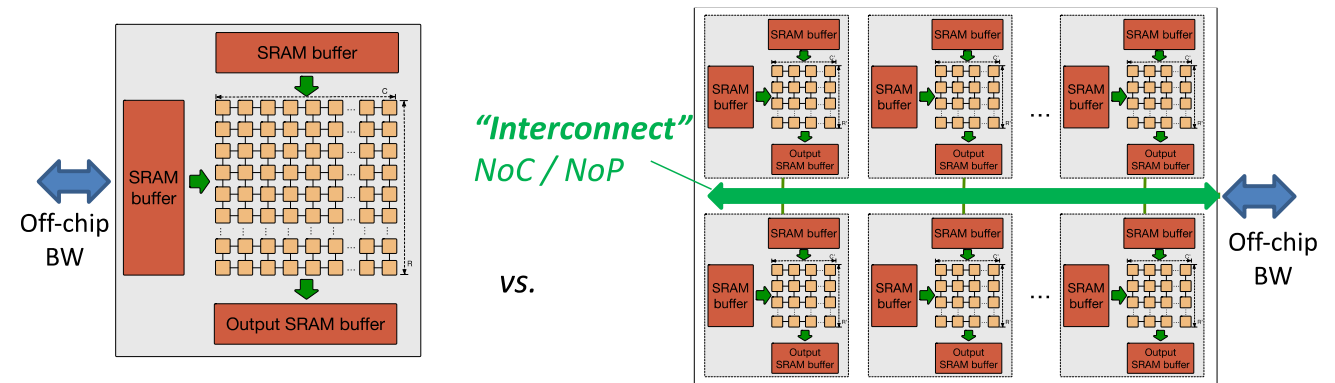 SRAM buffer
C
SRAM
buffer
R
Output SRAM buffer
Off-chip
BW
vs.
“Interconnect”
NoC / NoP
SRAM buffer
C'
SRAM
buffer
R'
Output
SRAM buffer
SRAM buffer
C'
SRAM
buffer
R'
Output
SRAM buffer
...
SRAM buffer
C'
SRAM
buffer
R'
Output
SRAM buffer
SRAM buffer
C'
SRAM
buffer
R'
Output
SRAM buffer
SRAM buffer
C'
SRAM
buffer
R'
Output
SRAM buffer
...
SRAM buffer
C'
SRAM
buffer
R'
Output
SRAM buffer
Off-chip
BW